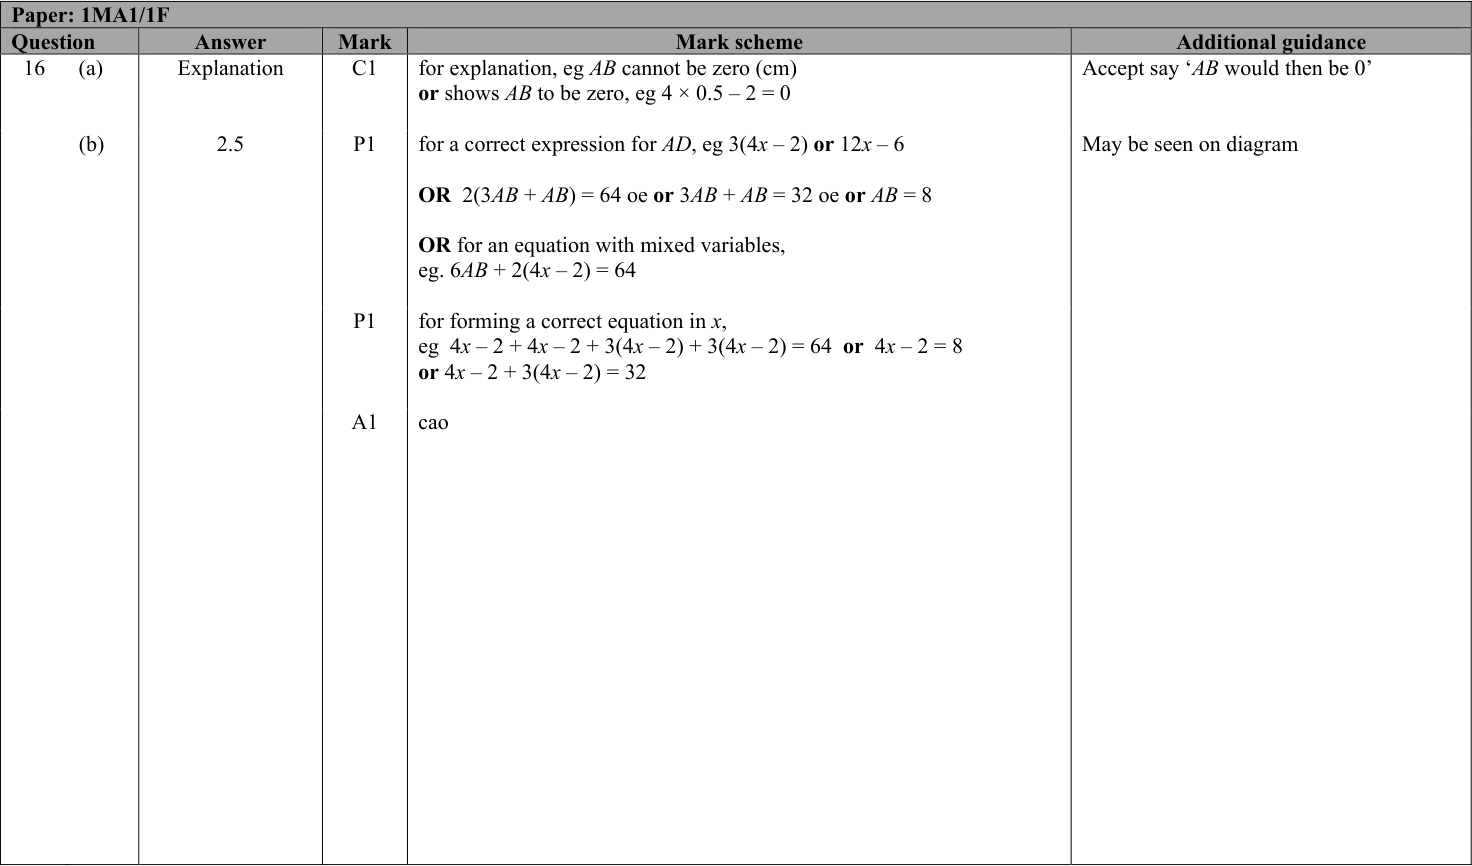 Paper: 1MA1/1F
Question Answer Mark Mark scheme Additional guidance
16 (a) Explanation C1 for explanation, eg AB cannot be zero (cm) Accept say ‘AB would then be 0’
or shows AB to be zero, eg 4 × 0.5 – 2 = 0
(b) 2.5 P1 for a correct expression for AD, eg 3(4x – 2) or 12x – 6 May be seen on diagram
OR 2(3AB + AB) = 64 oe or 3AB + AB = 32 oe or AB = 8
OR for an equation with mixed variables,
eg. 6AB + 2(4x – 2) = 64
P1 for forming a correct equation in x,
eg 4x – 2 + 4x – 2 + 3(4x – 2) + 3(4x – 2) = 64 or 4x – 2 = 8
or 4x – 2 + 3(4x – 2) = 32
A1 cao